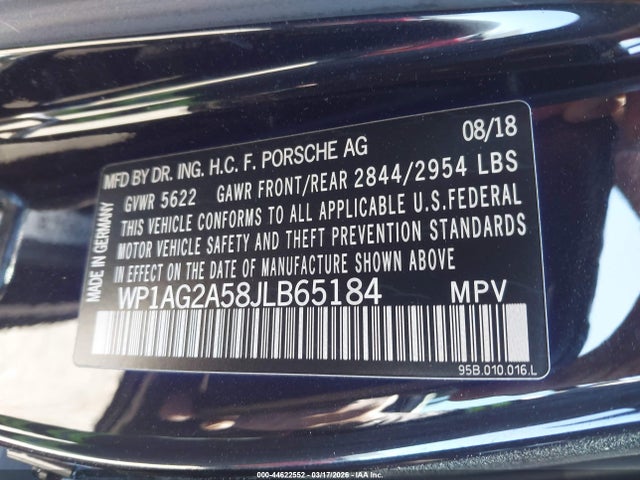 MFD BY DR. ING. H.C. F. PORSCHE AG 08/18
GVWR 5622 GAWR FRONT/REAR 2844/2954 LBS
THIS VEHICLE CONFORMS TO ALL APPLICABLE U.S.FEDERAL
MOTOR VEHICLE SAFETY AND THEFT PREVENTION STANDARDS
IN EFFECT ON THE DATE OF MANUFACTURE SHOWN ABOVE.
WP1AG2A58JLB65184 MPV
MADE IN GERMANY
95B.010.016.L
000-44622552 | 03/17/2026 - Copyright © IAA, Inc.